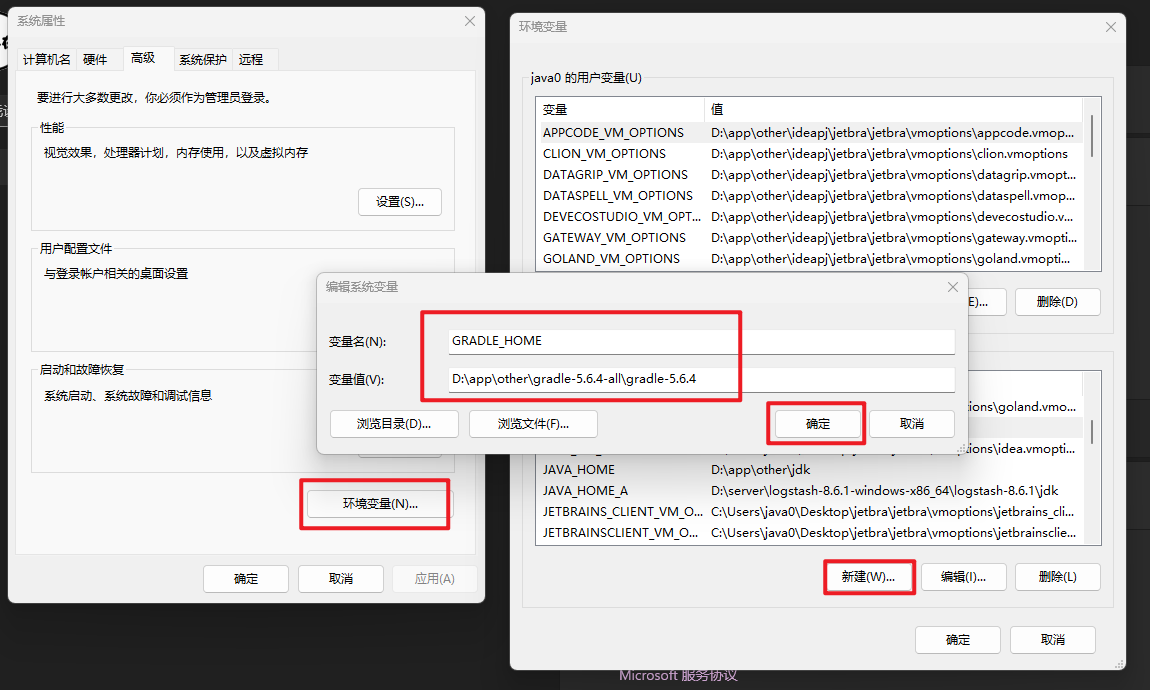 系统属性
计算机名 硬件 高级 系统保护 远程
要进行大多数更改，你必须作为管理员登录。
性能
视觉效果，处理器计划，内存使用，以及虚拟内存
设置(S)...
用户配置文件
与登录帐户相关的桌面设置
启动和故障恢复
系统启动、系统故障和调试信息
环境变量(N)...
确定 取消 应用(A)
环境变量
java0 的用户变量(U)
变量 值
APPCODE_VM_OPTIONS D:\app\other\ideapj\jetbra\jetbra\vmoptions\appcode.vmop...
CLION_VM_OPTIONS D:\app\other\ideapj\jetbra\jetbra\vmoptions\clion.vmoptions
DATAGRIP_VM_OPTIONS D:\app\other\ideapj\jetbra\jetbra\vmoptions\datagrip.vmopt...
DATASPELL_VM_OPTIONS D:\app\other\ideapj\jetbra\jetbra\vmoptions\dataspell.vmop...
DEVECOSTUDIO_VM_OPT... D:\app\other\ideapj\jetbra\jetbra\vmoptions\devecostudio.v...
GATEWAY_VM_OPTIONS D:\app\other\ideapj\jetbra\jetbra\vmoptions\gateway.vmopti...
GOLAND_VM_OPTIONS D:\app\other\ideapj\jetbra\jetbra\vmoptions\goland.vmopti...
E)... 删除(D)
编辑系统变量
变量名(N): GRADLE_HOME
变量值(V): D:\app\other\gradle-5.6.4-all\gradle-5.6.4
浏览目录(D)... 浏览文件(F)... 确定 取消
ions\goland.vmo...
ions\idea.vmopti...
JAVA_HOME D:\app\other\jdk
JAVA_HOME_A D:\server\logstash-8.6.1-windows-x86_64\logstash-8.6.1\jdk
JETBRAINS_CLIENT_VM_O... C:\Users\java0\Desktop\jetbra\jetbra\vmoptions\jetbrains_cli...
JETBRAINSCLIENT_VM_O... C:\Users\java0\Desktop\jetbra\jetbra\vmoptions\jetbrainsclie...
新建(W)... 编辑(I)... 删除(L)
确定 取消
Microsoft 服务协议